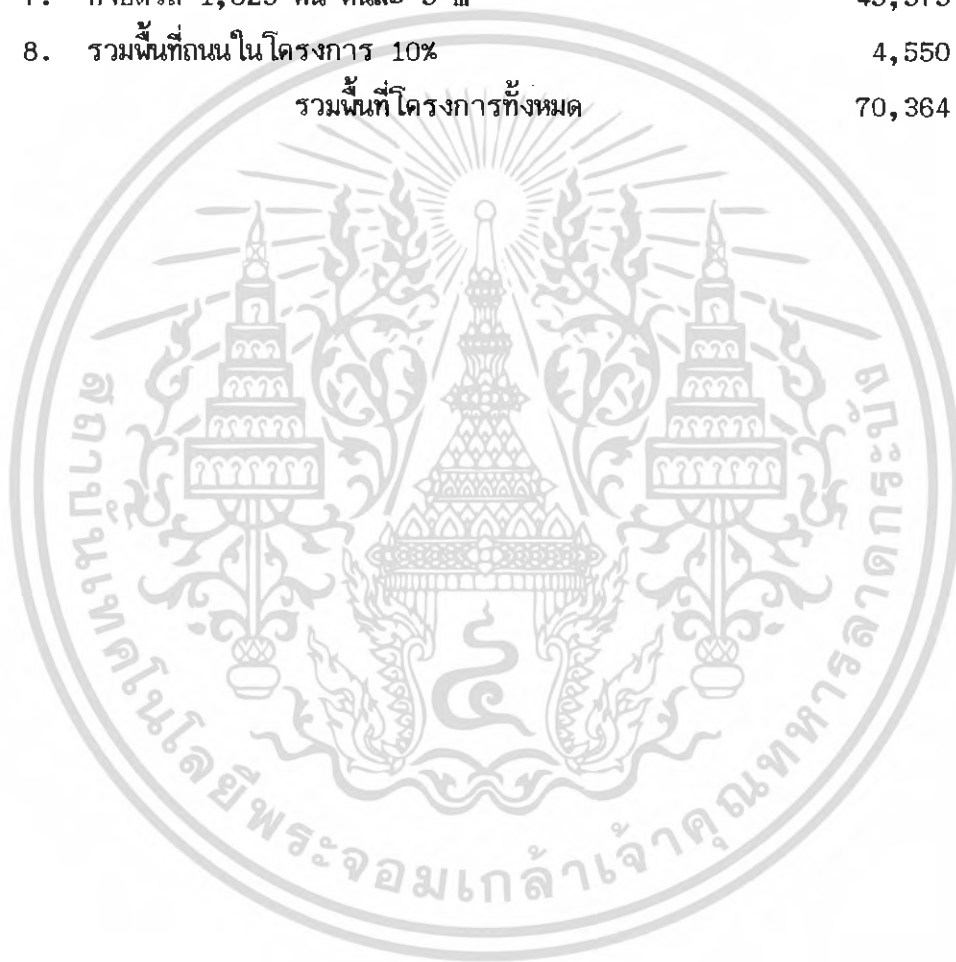 8. รวมพื้นที่ถนนในโครงการ 10% 4,550
รวมพื้นที่โครงการทั้งหมด 70,364
สถาบันเทคโนโลยีพระจอมเกล้าเจ้าคุณทหารลาดกระบัง